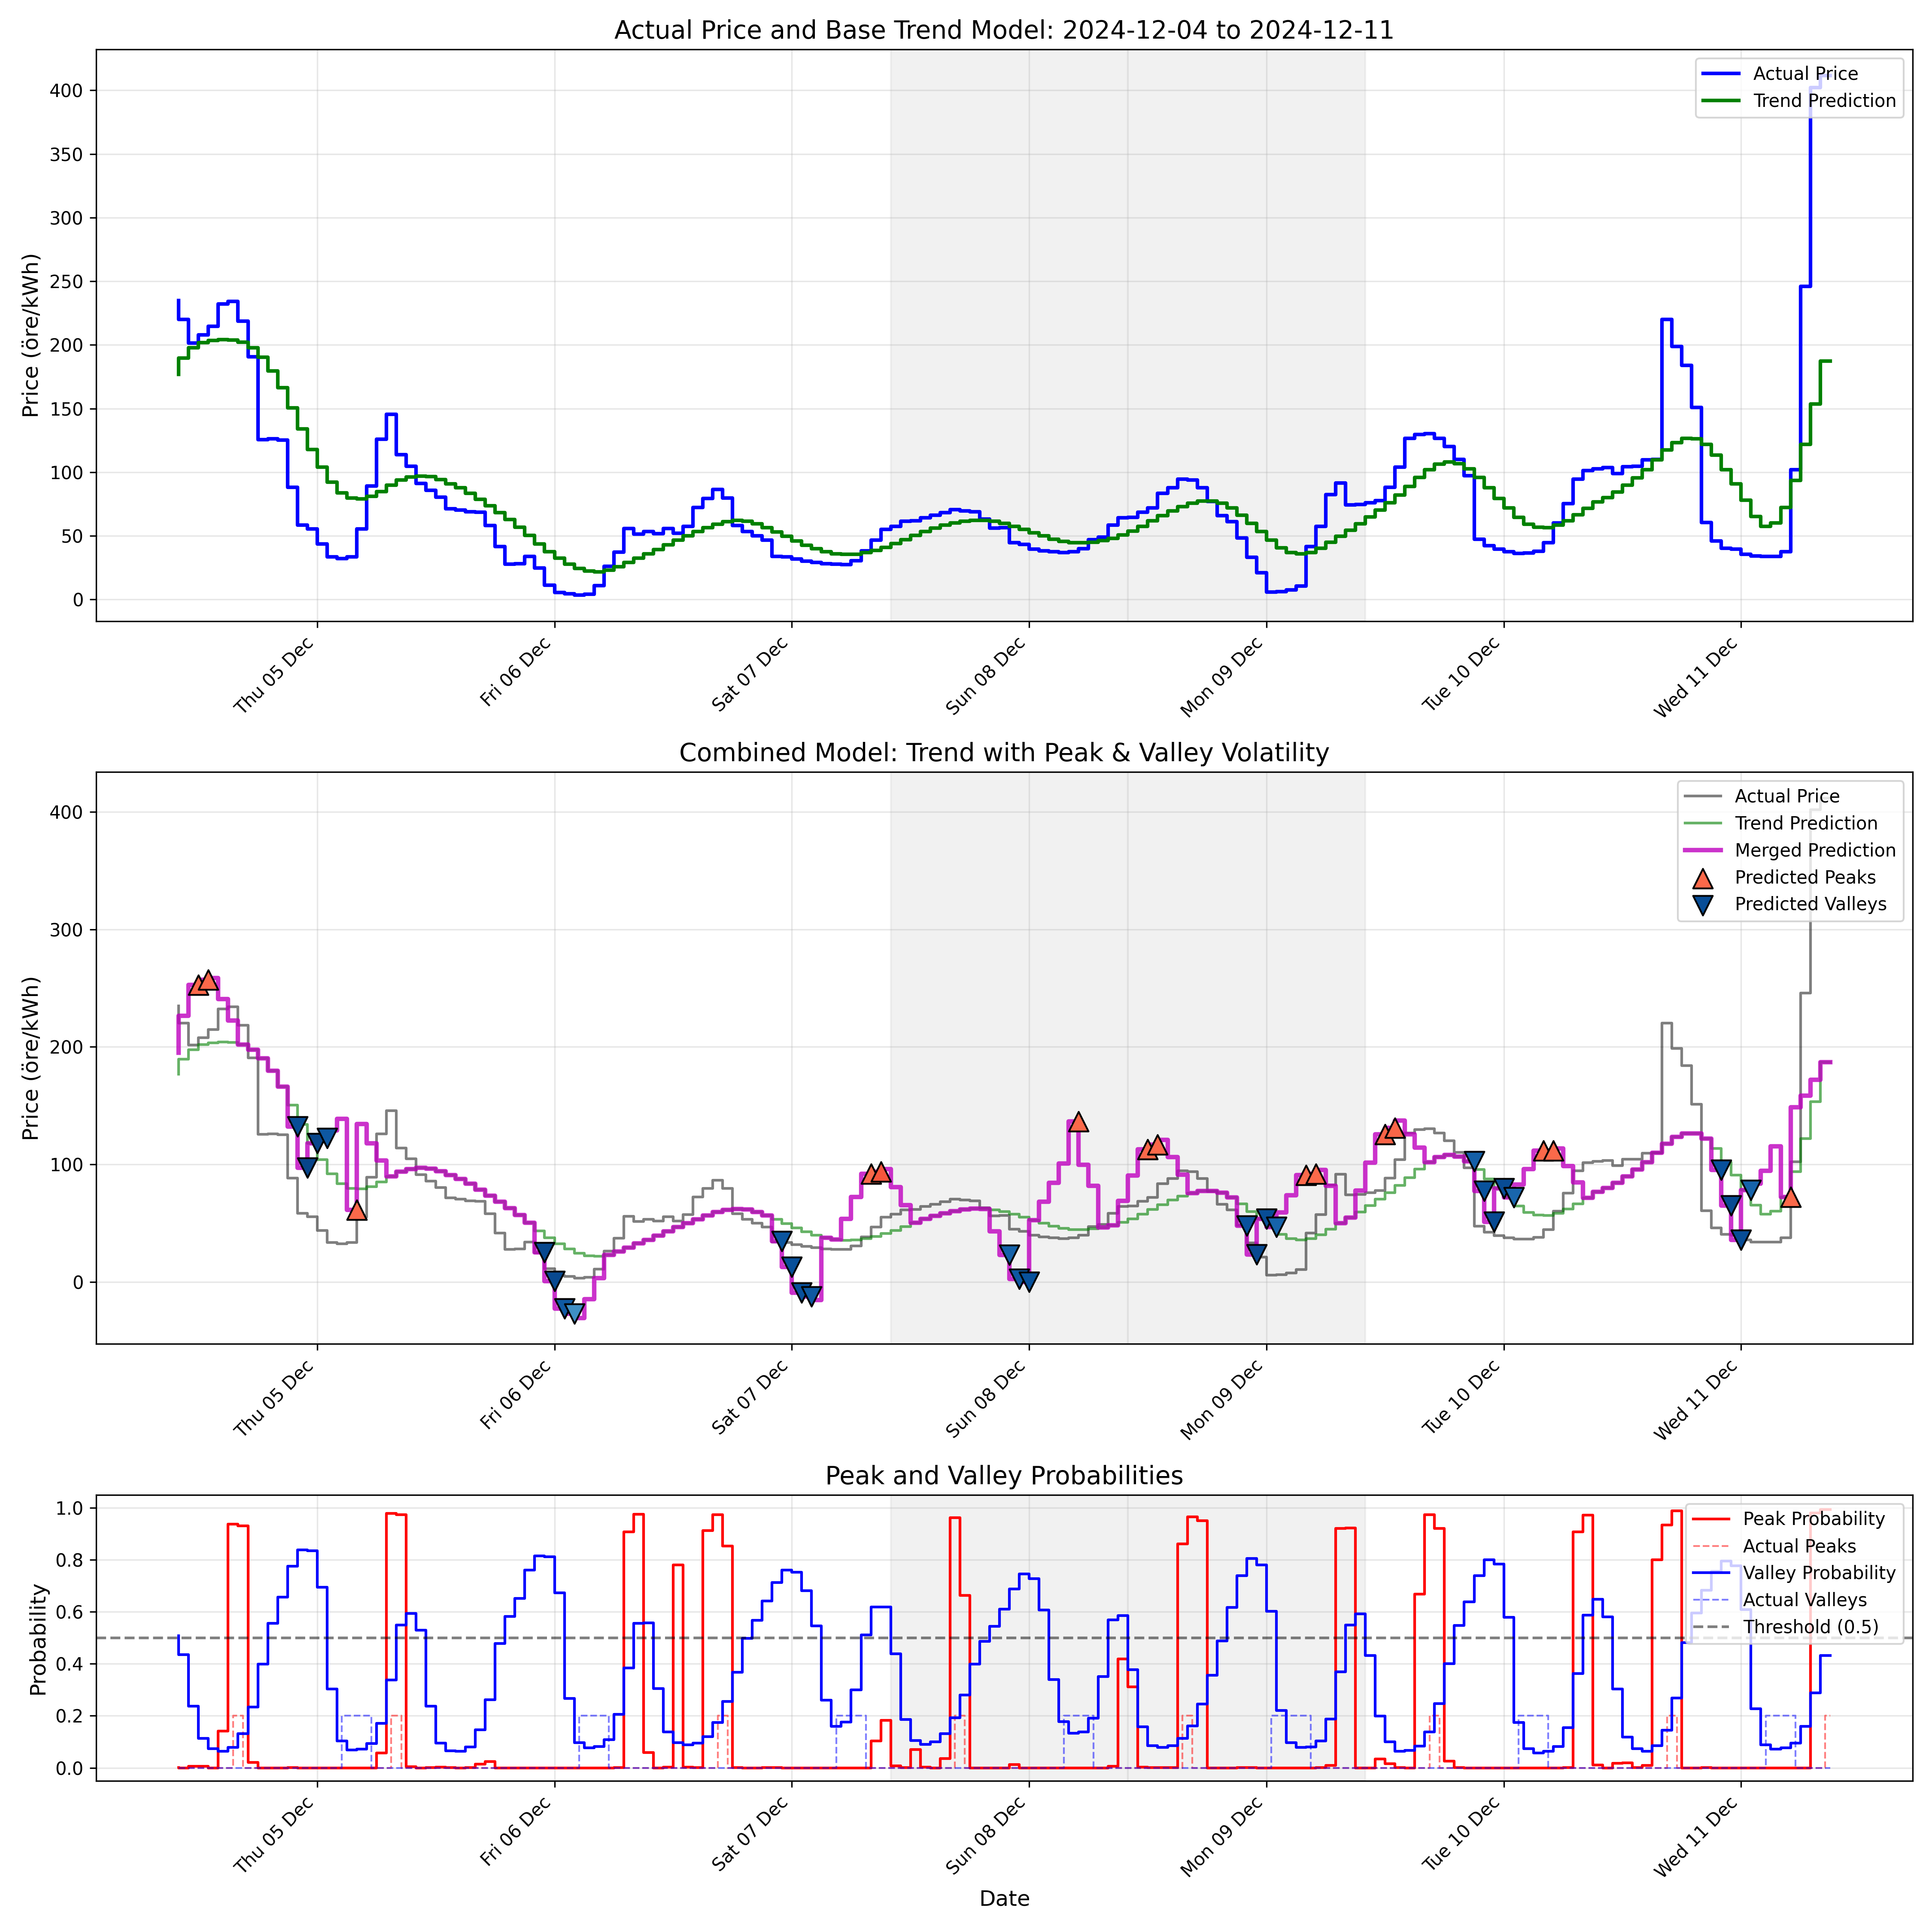 Actual Price and Base Trend Model: 2024-12-04 to 2024-12-11
Price (öre/kWh)
400
350
300
250
200
150
100
50
0
Actual Price
Trend Prediction
Thu 05 Dec
Fri 06 Dec
Sat 07 Dec
Sun 08 Dec
Mon 09 Dec
Tue 10 Dec
Wed 11 Dec
Combined Model: Trend with Peak & Valley Volatility
Price (öre/kWh)
400
300
200
100
0
Actual Price
Trend Prediction
Merged Prediction
Predicted Peaks
Predicted Valleys
Thu 05 Dec
Fri 06 Dec
Sat 07 Dec
Sun 08 Dec
Mon 09 Dec
Tue 10 Dec
Wed 11 Dec
Peak and Valley Probabilities
Probability
1.0
0.8
0.6
0.4
0.2
0.0
Peak Probability
Actual Peaks
Valley Probability
Actual Valleys
Threshold (0.5)
Thu 05 Dec
Fri 06 Dec
Sat 07 Dec
Sun 08 Dec
Mon 09 Dec
Tue 10 Dec
Wed 11 Dec
Date